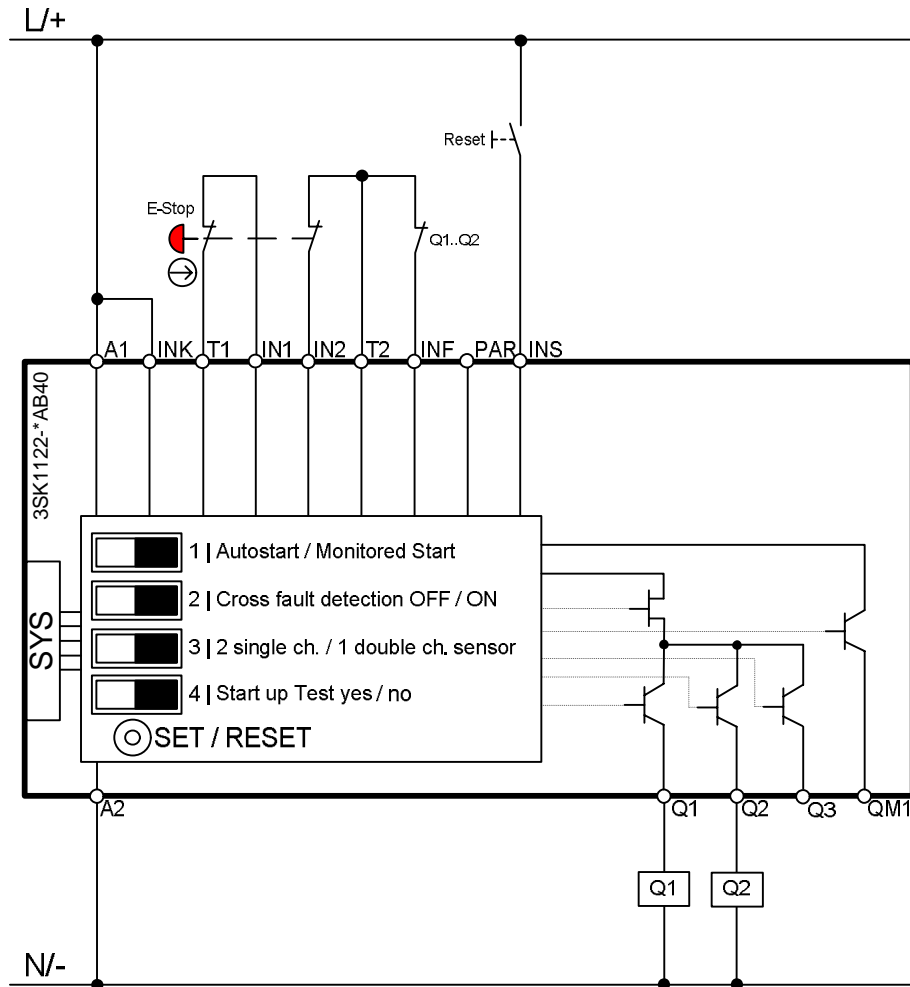 L/+
Reset
E-Stop
Q1..Q2
A1 INK T1 IN1 IN2 T2 INF PAR INS
3SK1122-*AB40
1 | Autostart / Monitored Start
2 | Cross fault detection OFF / ON
3 | 2 single ch. / 1 double ch. sensor
4 | Start up Test yes / no
SYS
SET / RESET
A2 Q1 Q2 Q3 QM1
Q1 Q2
N/-